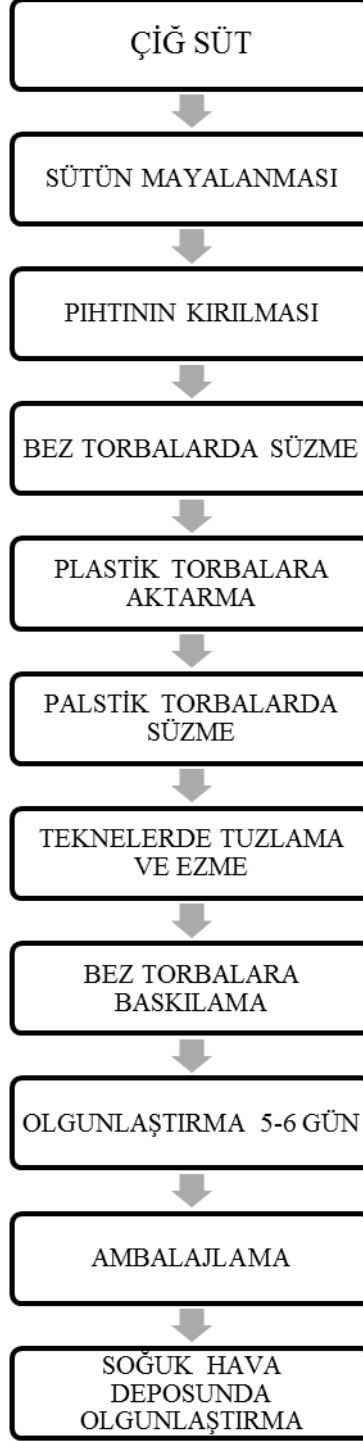 ÇİĞ SÜT
SÜTÜN MAYALANMASI
PIHTININ KIRILMASI
BEZ TORBALARDA SÜZME
PLASTİK TORBALARA
AKTARMA
PALSTİK TORBALARDA
SÜZME
TEKNELERDE TUZLAMA
VE EZME
BEZ TORBALARA
BASKILAMA
OLGUNLAŞTIRMA 5-6 GÜN
AMBALAJLAMA
SOĞUK HAVA
DEPOSUNDA
OLGUNLAŞTIRMA